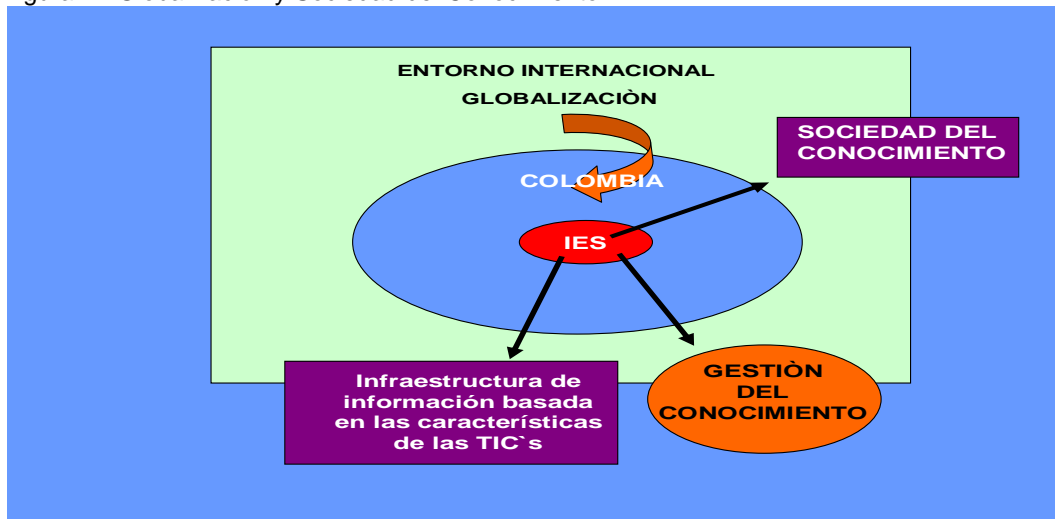 ENTORNO INTERNACIONAL
GLOBALIZACIÒN
SOCIEDAD DEL
CONOCIMIENTO
COLOMBIA
IES
Infraestructura de
información basada
en las características
de las TIC`s
GESTIÒN
DEL
CONOCIMIENTO